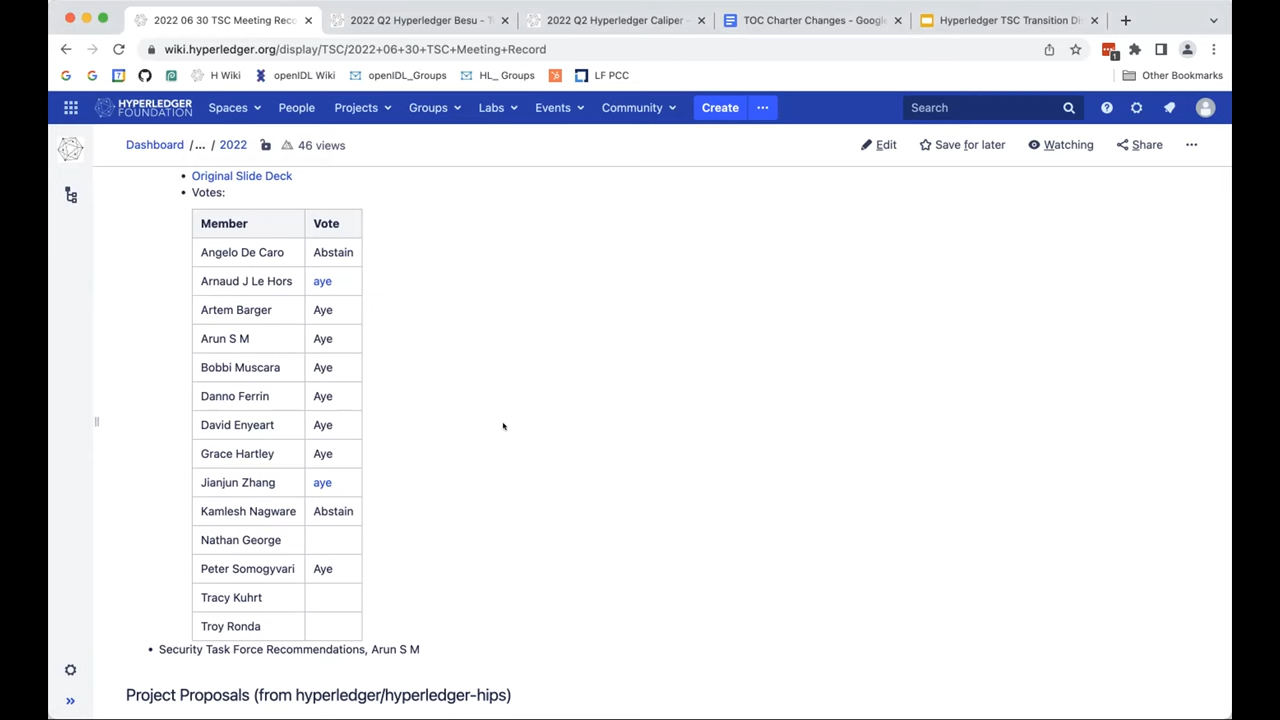 2022 06 30 TSC Meeting Reco
2022 Q2 Hyperledger Besu - T
2022 Q2 Hyperledger Caliper -
TOC Charter Changes - Google
Hyperledger TSC Transition Di
wiki.hyperledger.org/display/TSC/2022+06+30+TSC+Meeting+Record
H Wiki
openIDL Wiki
openIDL_Groups
HL_ Groups
LF PCC
Other Bookmarks
HYPERLEDGER
FOUNDATION
Spaces
People
Projects
Groups
Labs
Events
Community
Create
Search
Dashboard /... / 2022
46 views
Edit
Save for later
Watching
Share
• Original Slide Deck
• Votes:
Member Vote
Angelo De Caro Abstain
Arnaud J Le Hors aye
Artem Barger Aye
Arun S M Aye
Bobbi Muscara Aye
Danno Ferrin Aye
David Enyeart Aye
Grace Hartley Aye
Jianjun Zhang aye
Kamlesh Nagware Abstain
Nathan George
Peter Somogyvari Aye
Tracy Kuhrt
Troy Ronda
• Security Task Force Recommendations, Arun S M
Project Proposals (from hyperledger/hyperledger-hips)